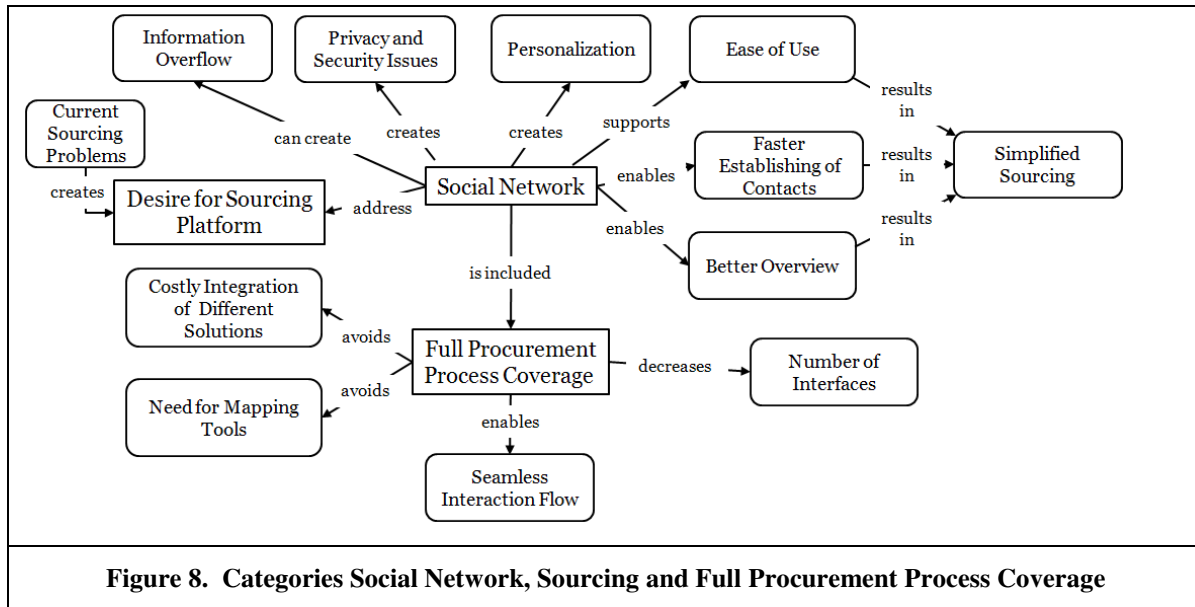 Information
Overflow
Privacy and
Security Issues
Personalization
Ease of Use
results
in
Current
Sourcing
Problems
can create
creates
creates
supports
Faster
Establishing of
Contacts
results
in
Simplified
Sourcing
creates
Desire for Sourcing
Platform
address
Social Network
enables
enables
results
in
Better Overview
is included
Costly Integration
of Different
Solutions
avoids
Full Procurement
Process Coverage
decreases
Number of
Interfaces
avoids
Need for Mapping
Tools
enables
Seamless
Interaction Flow
Figure 8. Categories Social Network, Sourcing and Full Procurement Process Coverage